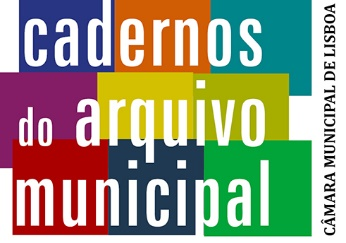 cadernos
do arquivo
municipal
CÂMARA MUNICIPAL DE LISBOA